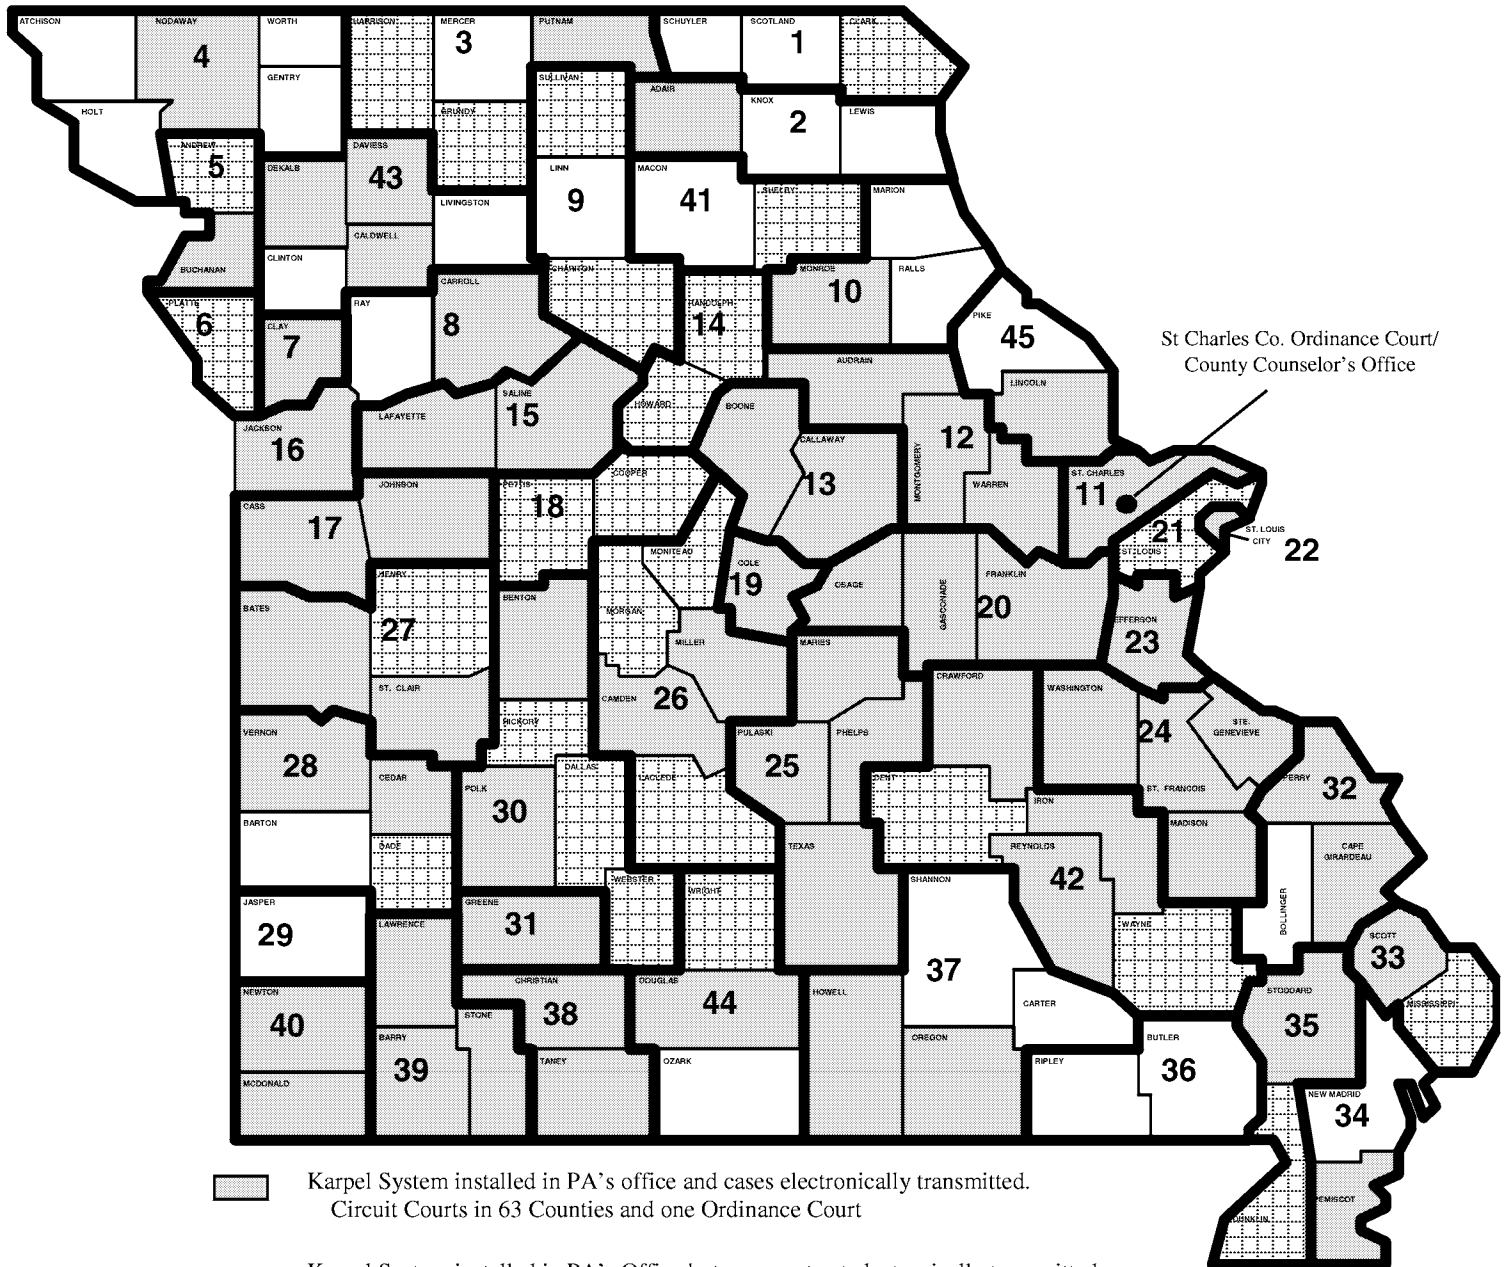 ATCHISON
NODAWAY
WORTH
HARRISON
MERCER
PUTNAM
SCHUYLER
SCOTLAND
CLARK
4
3
1
GENTRY
SULLIVAN
ADAIR
KNOX
LEWIS
HOLT
GRUNDY
2
ANDREW
5
DAVIESS
43
DEKALB
LINN
9
MACON
41
SHELBY
MARION
LIVINGSTON
CALDWELL
CLINTON
BUCHANAN
CARROLL
CHARITON
MONROE
RALLS
10
PLATTE
6
RAY
8
RANDOLPH
14
PIKE
45
CLAY
7
St Charles Co. Ordinance Court/
County Counselor's Office
AUDRAIN
LINCOLN
SALINE
15
LAFAYETTE
HOWARD
BOONE
JACKSON
16
CALLAWAY
13
MONTGOMERY
12
WARREN
ST. CHARLES
11
COOPER
JOHNSON
PETTIS
18
CASS
17
21
ST. LOUIS
ST. LOUIS
CITY
22
MONITEAU
COLE
19
OSAGE
GASCONADE
FRANKLIN
20
HENRY
27
BENTON
BATES
MORGAN
JEFFERSON
23
MILLER
MARIES
ST. CLAIR
CAMDEN
26
CRAWFORD
WASHINGTON
HICKORY
VERNON
28
PULASKI
25
PHELPS
24
STE.
GENEVIEVE
CEDAR
DALLAS
LACLEDE
DENT
ST. FRANCOIS
PERRY
32
POLK
30
IRON
BARTON
MADISON
DADE
TEXAS
REYNOLDS
42
CAPE
GIRARDEAU
WEBSTER
WRIGHT
SHANNON
BOLLINGER
JASPER
29
GREENE
31
LAWRENCE
WAYNE
SCOTT
33
37
NEWTON
40
CHRISTIAN
38
DOUGLAS
44
HOWELL
CARTER
STODDARD
35
MISSISSIPPI
STONE
BARRY
39
TANEY
OZARK
OREGON
RIPLEY
BUTLER
36
MCDONALD
NEW MADRID
34
PEMISCOT
DUNKLIN
Karpel System installed in PA's office and cases electronically transmitted.
Circuit Courts in 63 Counties and one Ordinance Court